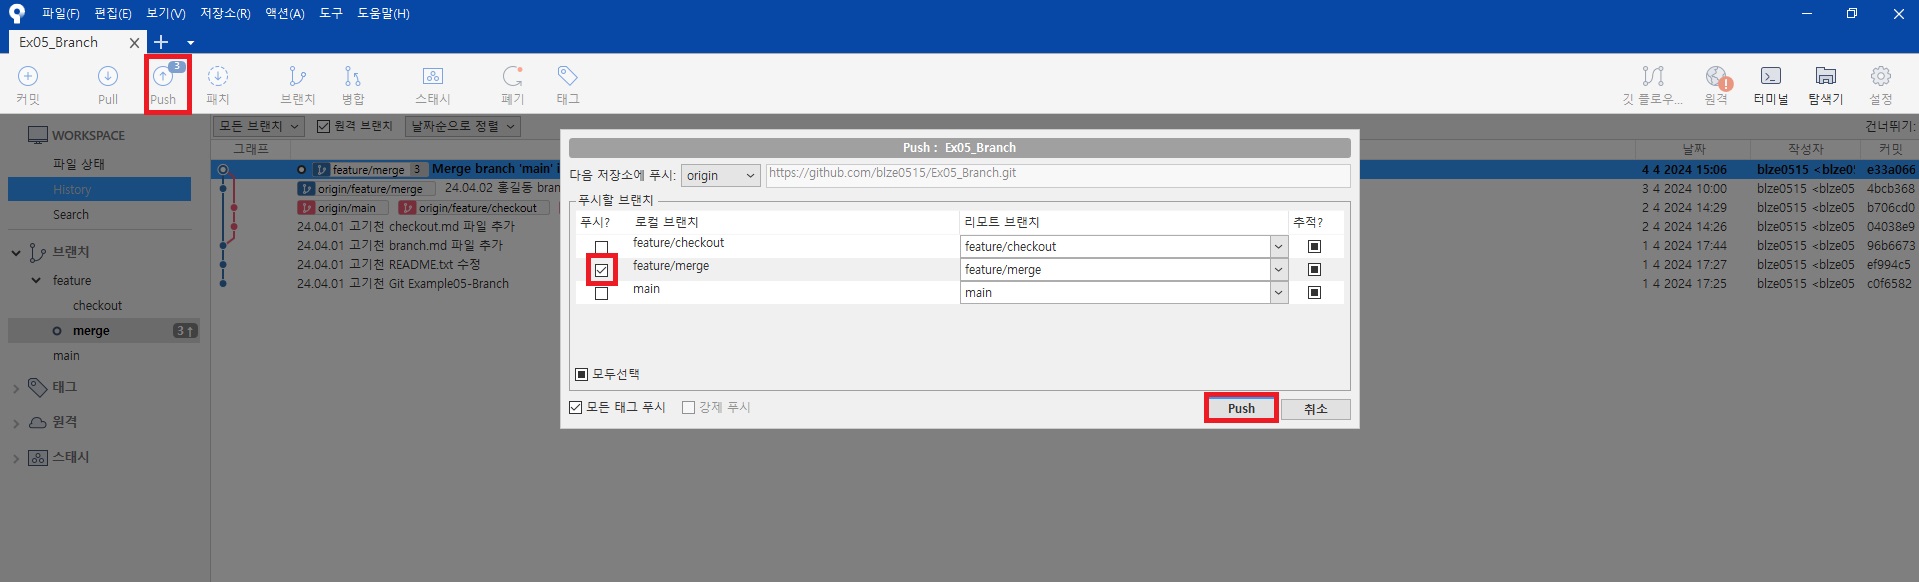 파일(F) 편집(E) 보기(V) 저장소(R) 액션(A) 도구 도움말(H)
Ex05_Branch
3
커밋 Pull Push 패치 브랜치 병합 스태시 폐기 태그 깃 플로우... 원격 터미널 탐색기 설정
WORKSPACE
파일 상태
History
Search
브랜치
feature
checkout
merge 3↑
main
태그
원격
스태시
모든 브랜치 원격 브랜치 날짜순으로 정렬 건너뛰기:
그래프 날짜 작성자 커밋
feature/merge 3 Merge branch 'main' i 4 4 2024 15:06 blze0515 <blze05 e33a066
origin/feature/merge 24.04.02 홍길동 bran 3 4 2024 10:00 blze0515 <blze05 4bcb368
origin/main origin/feature/checkout 2 4 2024 14:29 blze0515 <blze05 b706cd0
24.04.01 고기천 checkout.md 파일 추가 2 4 2024 14:26 blze0515 <blze05 04038e9
24.04.01 고기천 branch.md 파일 추가 1 4 2024 17:44 blze0515 <blze05 96b6673
24.04.01 고기천 README.txt 수정 1 4 2024 17:27 blze0515 <blze05 ef994c5
24.04.01 고기천 Git Example05-Branch 1 4 2024 17:25 blze0515 <blze05 c0f6582
Push : Ex05_Branch
다음 저장소에 푸시: origin https://github.com/blze0515/Ex05_Branch.git
푸시할 브랜치
푸시? 로컬 브랜치 리모트 브랜치 추적?
feature/checkout feature/checkout
feature/merge feature/merge
main main
모두선택
모든 태그 푸시 강제 푸시 Push 취소